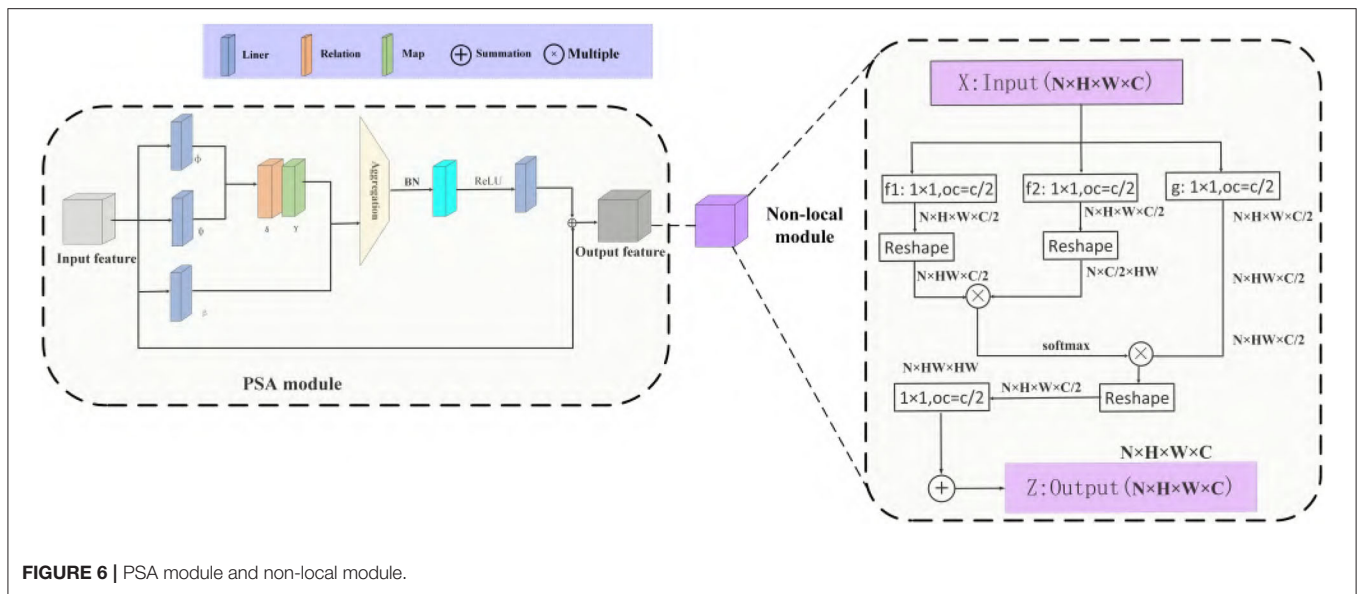 Liner
Relation
Map
Summation
Multiple
Input feature
ϕ
ψ
β
δ
γ
Aggregation
BN
ReLU
Output feature
PSA module
Non-local
module
X:Input(N×H×W×C)
f1: 1×1,oc=c/2
f2: 1×1,oc=c/2
g: 1×1,oc=c/2
N×H×W×C/2
N×H×W×C/2
N×H×W×C/2
Reshape
Reshape
N×HW×C/2
N×C/2×HW
N×HW×C/2
softmax
N×HW×C/2
N×HW×HW
1×1,oc=c/2
N×H×W×C/2
Reshape
N×H×W×C
Z:Output(N×H×W×C)
FIGURE 6 | PSA module and non-local module.